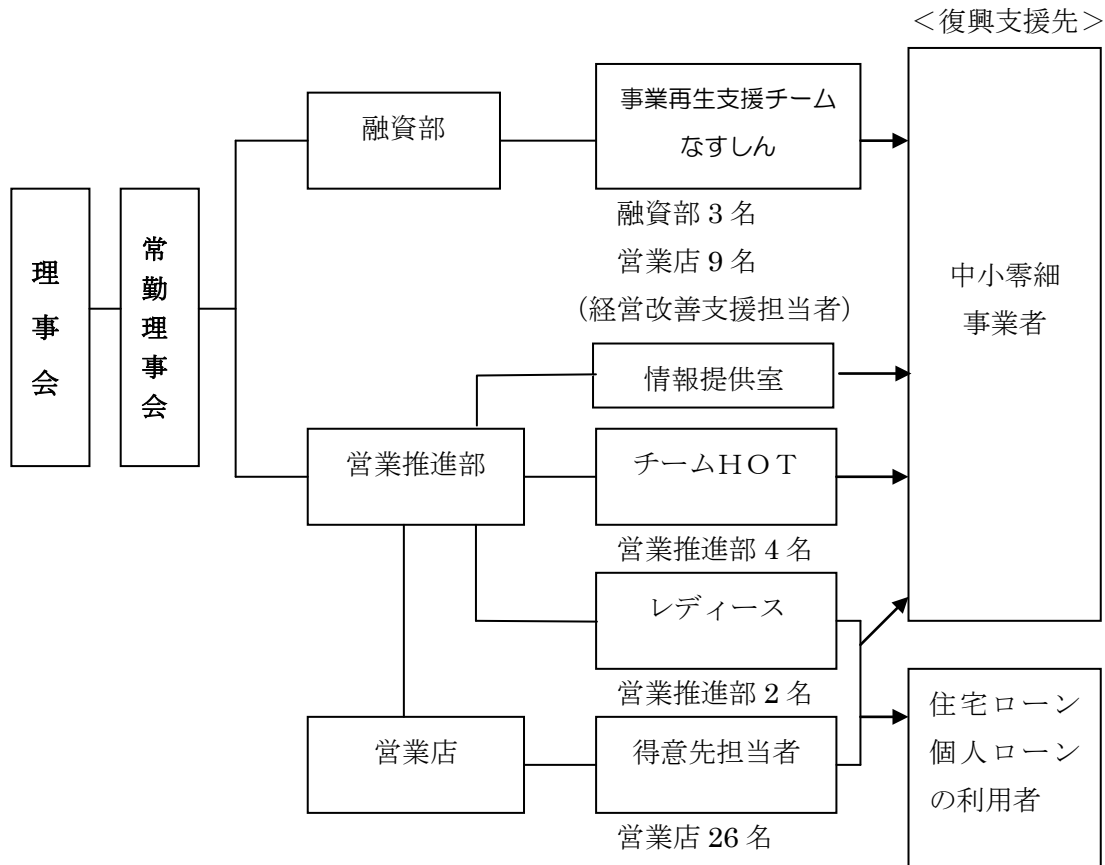 ＜復興支援先＞
理事会
常勤理事会
融資部
事業再生支援チーム
なすしん
融資部 3 名
営業店 9 名
（経営改善支援担当者）
中小零細
事業者
情報提供室
営業推進部
チームＨＯＴ
営業推進部 4 名
レディース
営業推進部 2 名
営業店
得意先担当者
営業店 26 名
住宅ローン
個人ローン
の利用者